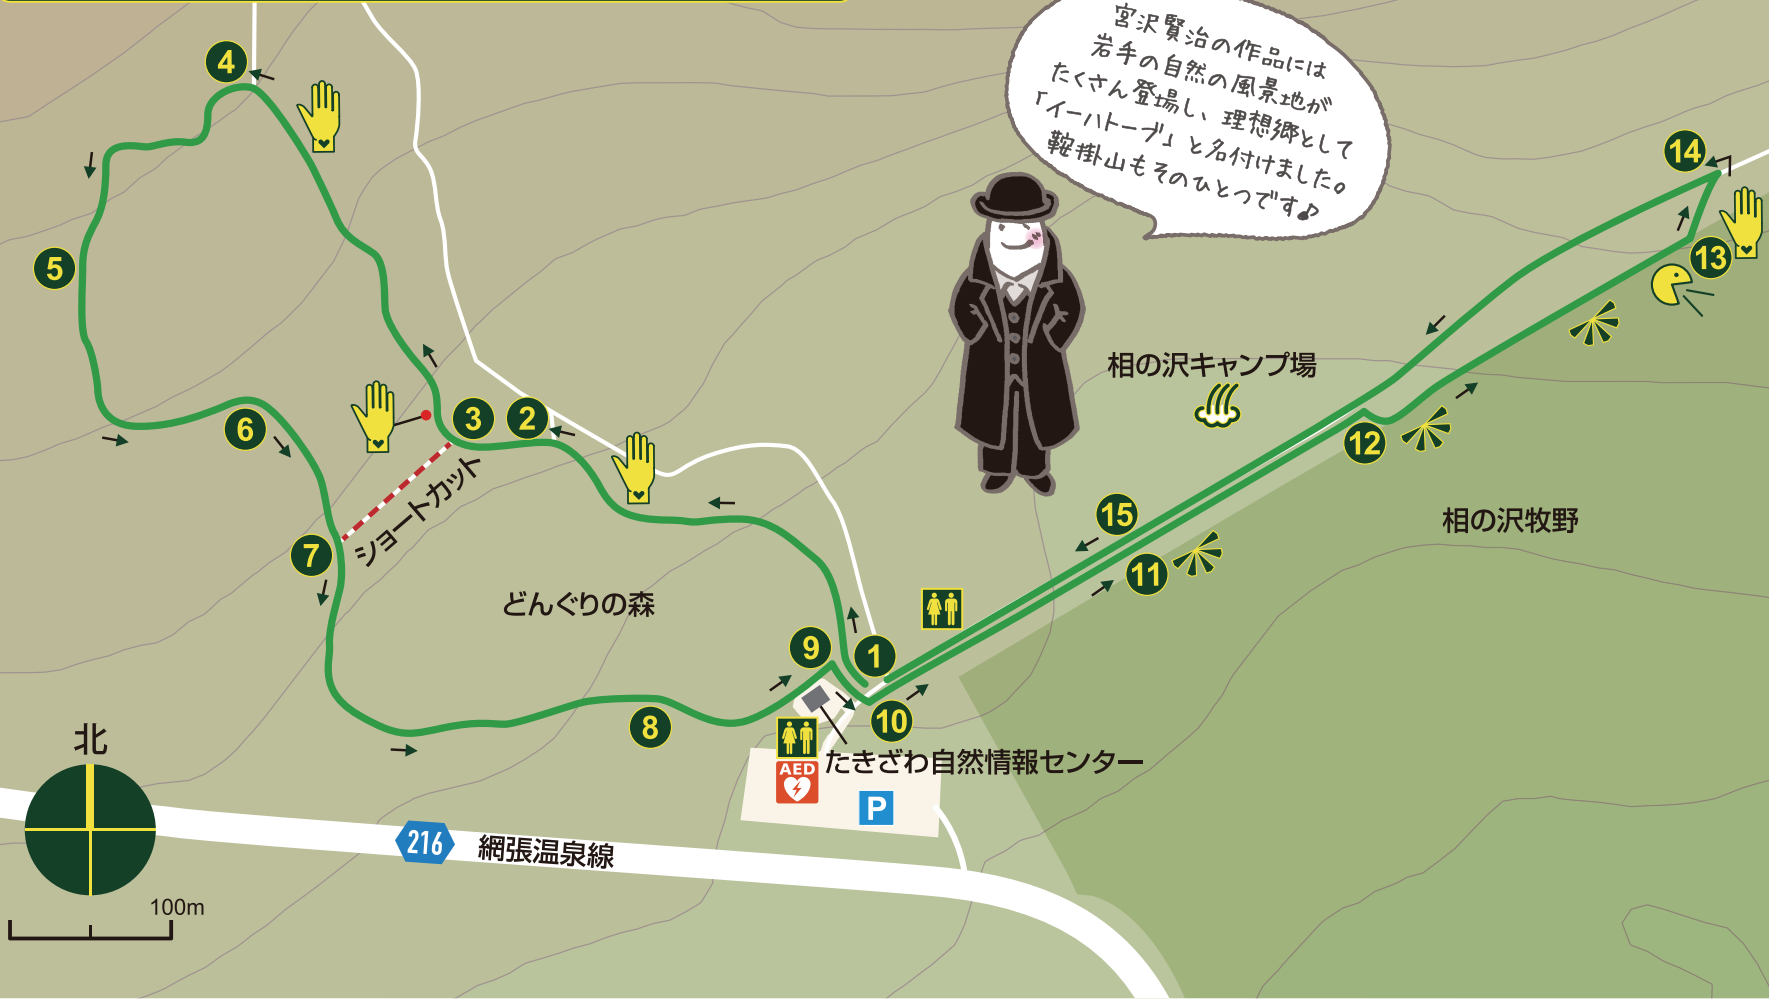 宮沢賢治の作品には
岩手の自然の風景地が
たくさん登場し、理想郷として
「イーハトーブ」と名付けました。
鞍掛山もそのひとつです♪
4
14
5
13
相の沢キャンプ場
3
2
6
12
ショートカット
15
相の沢牧野
7
11
どんぐりの森
9
1
8
10
北
たきざわ自然情報センター
AED
P
216
網張温泉線
100m